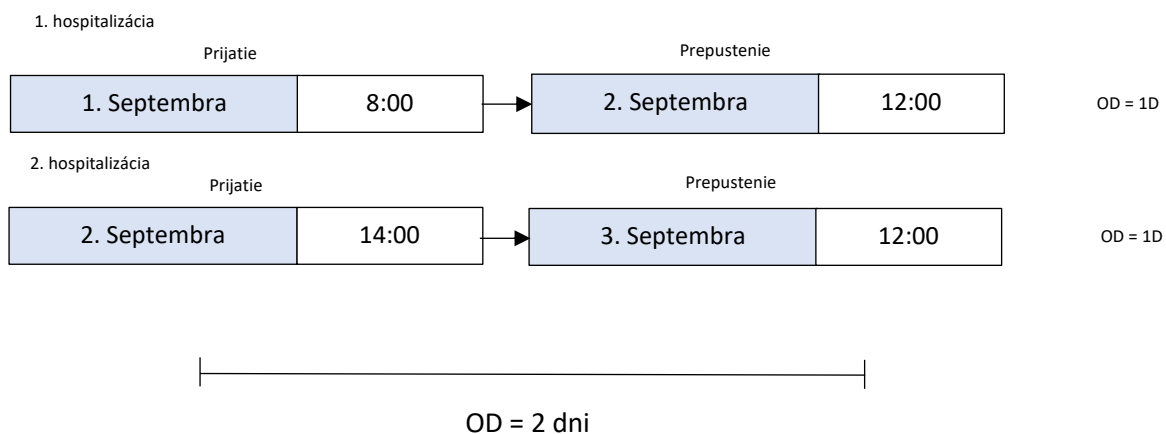 1. hospitalizácia
Prijatie Prepustenie
1. Septembra 8:00 2. Septembra 12:00 OD = 1D
2. hospitalizácia
Prijatie Prepustenie
2. Septembra 14:00 3. Septembra 12:00 OD = 1D
OD = 2 dni